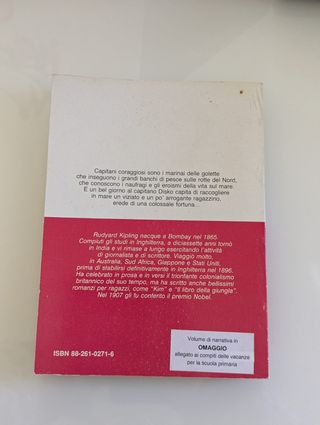 Capitani coraggiosi sono i marinai delle golette
che inseguono i grandi banchi di pesce sulle rotte del Nord,
che conoscono i naufragi e gli eroismi della vita sul mare.
E un bel giorno al capitano Disko capita di raccogliere
in mare un viziato e un po' arrogante ragazzino,
erede di una colossale fortuna...
Rudyard Kipling nacque a Bombay nel 1865.
Compiuti gli studi in Inghilterra, a diciassette anni tornò
in India e vi rimase a lungo esercitando l'attività
di giornalista e di scrittore. Viaggiò molto,
in Australia, Sud Africa, Giappone e Stati Uniti,
prima di stabilirsi definitivamente in Inghilterra nel 1896.
Ha celebrato in prosa e in versi il trionfante colonialismo
britannico del suo tempo, ma ha scritto anche bellissimi
romanzi per ragazzi, come "Kim" e "Il libro della giungla".
Nel 1907 gli fu conferito il premio Nobel.
ISBN 88-261-0271-6
Volume di narrativa in
OMAGGIO
allegato ai compiti delle vacanze
per la scuola primaria